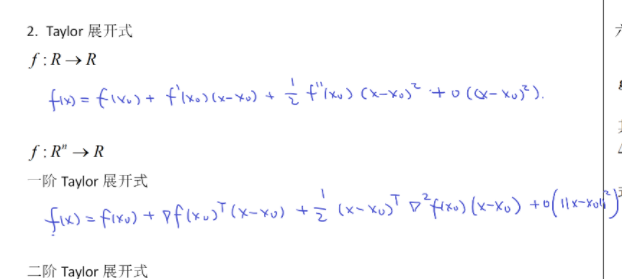 2. Taylor 展开式
f : R → R
f(x) = f(x₀) + f'(x₀)(x-x₀) + 1/2 f''(x₀) (x-x₀)² + o((x-x₀)²).
f : Rⁿ → R
一阶 Taylor 展开式
f(x) = f(x₀) + ∇f(x₀)ᵀ(x-x₀) + 1/2 (x-x₀)ᵀ ∇²f(x₀)(x-x₀) + o(||x-x₀||²)
二阶 Taylor 展开式